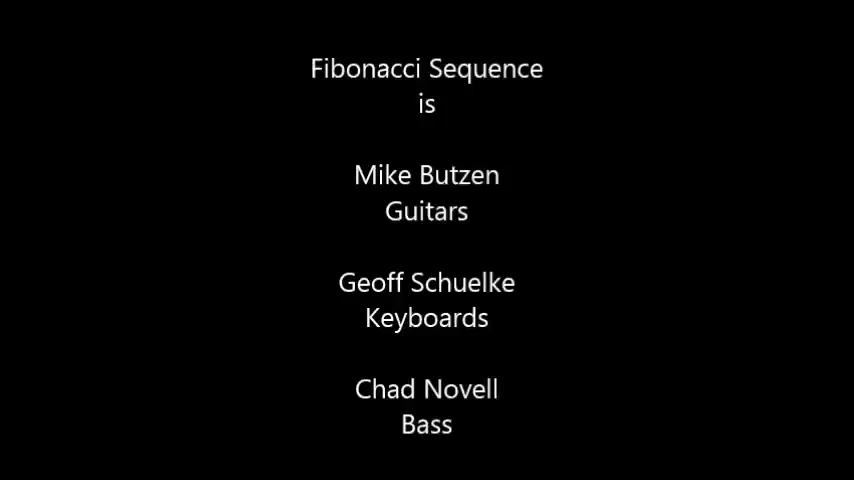 Fibonacci Sequence
is
Mike Butzen
Guitars
Geoff Schuelke
Keyboards
Chad Novell
Bass